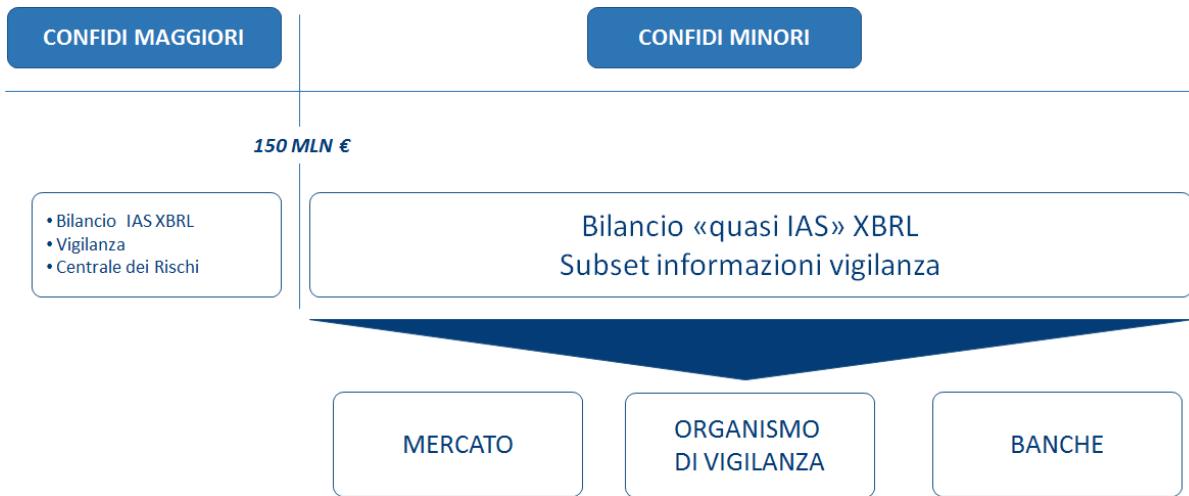 CONFIDI MAGGIORI
CONFIDI MINORI
150 MLN €
• Bilancio IAS XBRL
• Vigilanza
• Centrale dei Rischi
Bilancio «quasi IAS» XBRL
Subset informazioni vigilanza
MERCATO
ORGANISMO
DI VIGILANZA
BANCHE